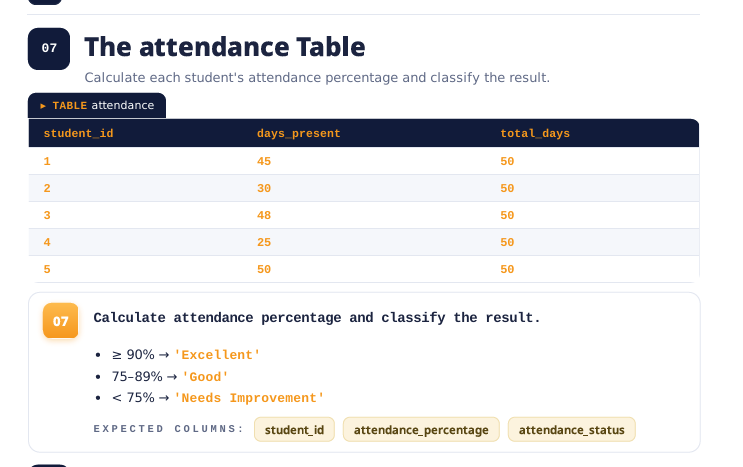 07
The attendance Table
Calculate each student's attendance percentage and classify the result.
▸ TABLE attendance
student_id days_present total_days
1 45 50
2 30 50
3 48 50
4 25 50
5 50 50
07
Calculate attendance percentage and classify the result.
• ≥ 90% → 'Excellent'
• 75–89% → 'Good'
• < 75% → 'Needs Improvement'
EXPECTED COLUMNS: student_id attendance_percentage attendance_status